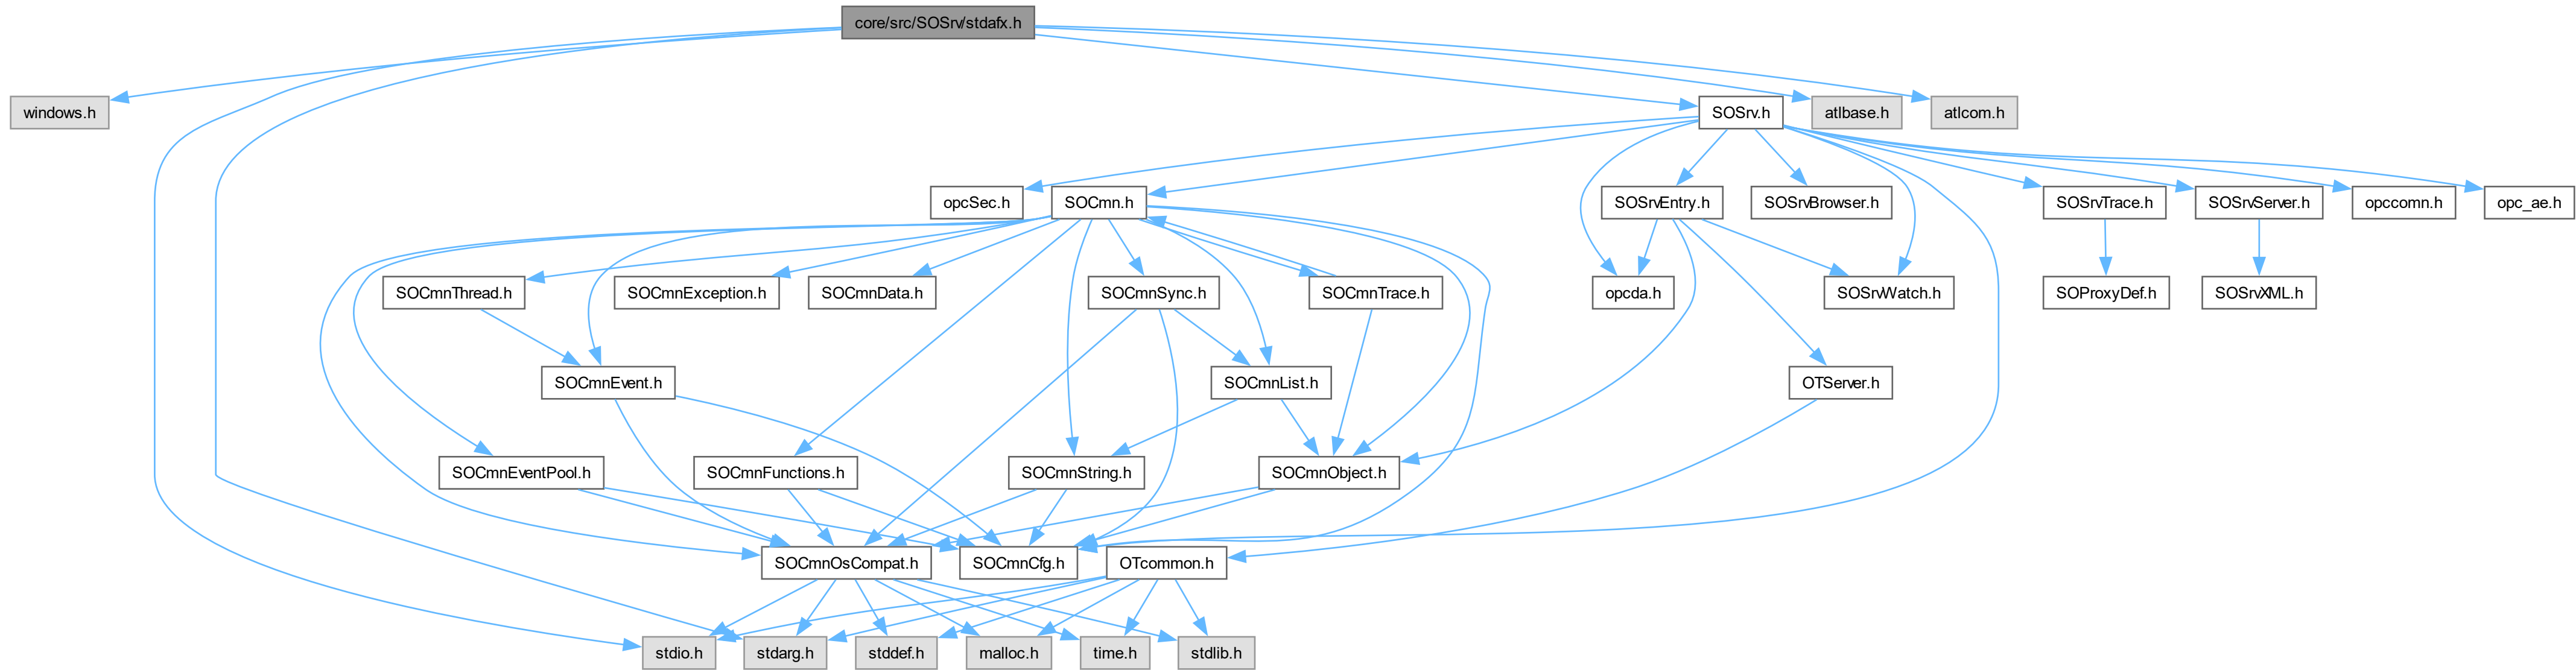 core/src/SOSrv/stdafx.h
windows.h
SOSrv.h
atlbase.h
atlcom.h
opcSec.h
SOCmn.h
SOSrvEntry.h
SOSrvBrowser.h
SOSrvTrace.h
SOSrvServer.h
opccomn.h
opc_ae.h
SOCmnThread.h
SOCmnException.h
SOCmnData.h
SOCmnSync.h
SOCmnTrace.h
opcda.h
SOSrvWatch.h
SOProxyDef.h
SOSrvXML.h
SOCmnEvent.h
SOCmnList.h
OTServer.h
SOCmnEventPool.h
SOCmnFunctions.h
SOCmnString.h
SOCmnObject.h
SOCmnOsCompat.h
SOCmnCfg.h
OTcommon.h
stdio.h
stdarg.h
stddef.h
malloc.h
time.h
stdlib.h